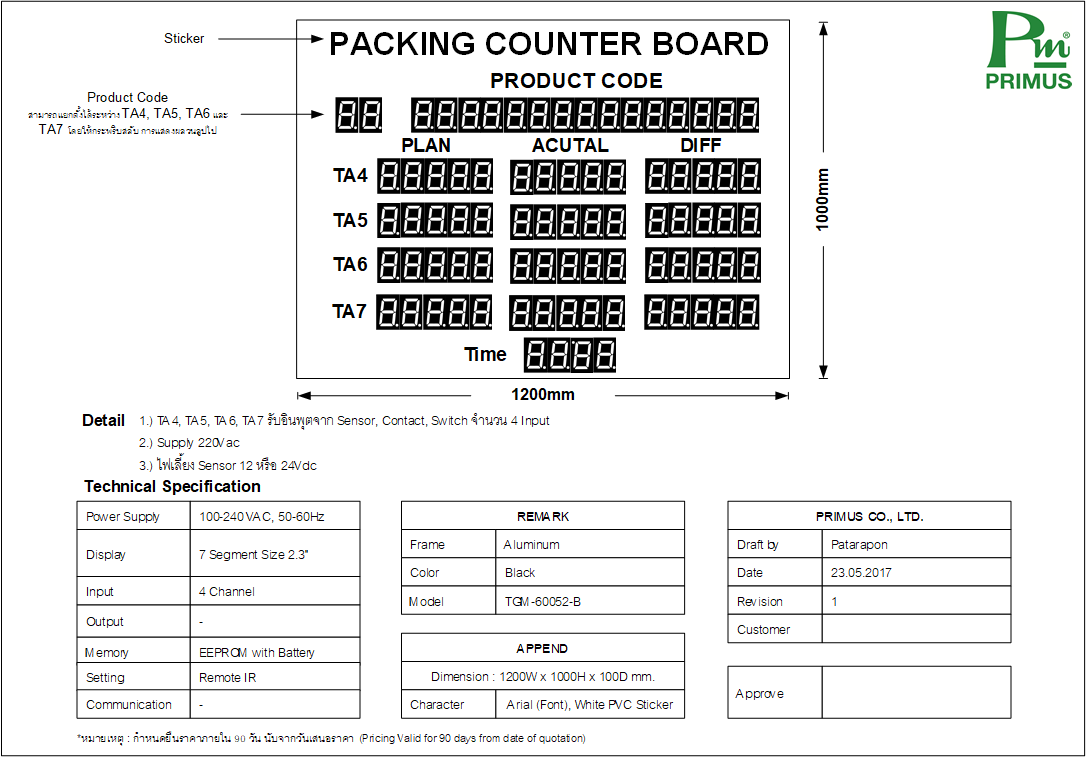 Sticker
PACKING COUNTER BOARD
Pm®
PRIMUS
PRODUCT CODE
Product Code
สามารถแยกตั้งได้ระหว่าง TA4, TA5, TA6 และ
TA7 โดยให้กระพริบสลับ การแสดงผลวนลูปไป
PLAN ACUTAL DIFF
TA4
TA5
TA6
TA7
Time
1000mm
1200mm
Detail 1.) TA4, TA5, TA6, TA7 รับอินพุตจาก Sensor, Contact, Switch จำนวน 4 Input
2.) Supply 220Vac
3.) ไฟเลี้ยง Sensor 12 หรือ 24Vdc
Technical Specification
Power Supply 100-240VAC, 50-60Hz
Display 7 Segment Size 2.3"
Input 4 Channel
Output -
Memory EEPROM with Battery
Setting Remote IR
Communication -
REMARK
Frame Aluminum
Color Black
Model TGM-60052-B
APPEND
Dimension : 1200W x 1000H x 100D mm.
Character Arial (Font), White PVC Sticker
PRIMUS CO., LTD.
Draft by Patarapon
Date 23.05.2017
Revision 1
Customer
Approve
*หมายเหตุ : กำหนดยืนราคาภายใน 90 วัน นับจากวันเสนอราคา (Pricing Valid for 90 days from date of quotation)